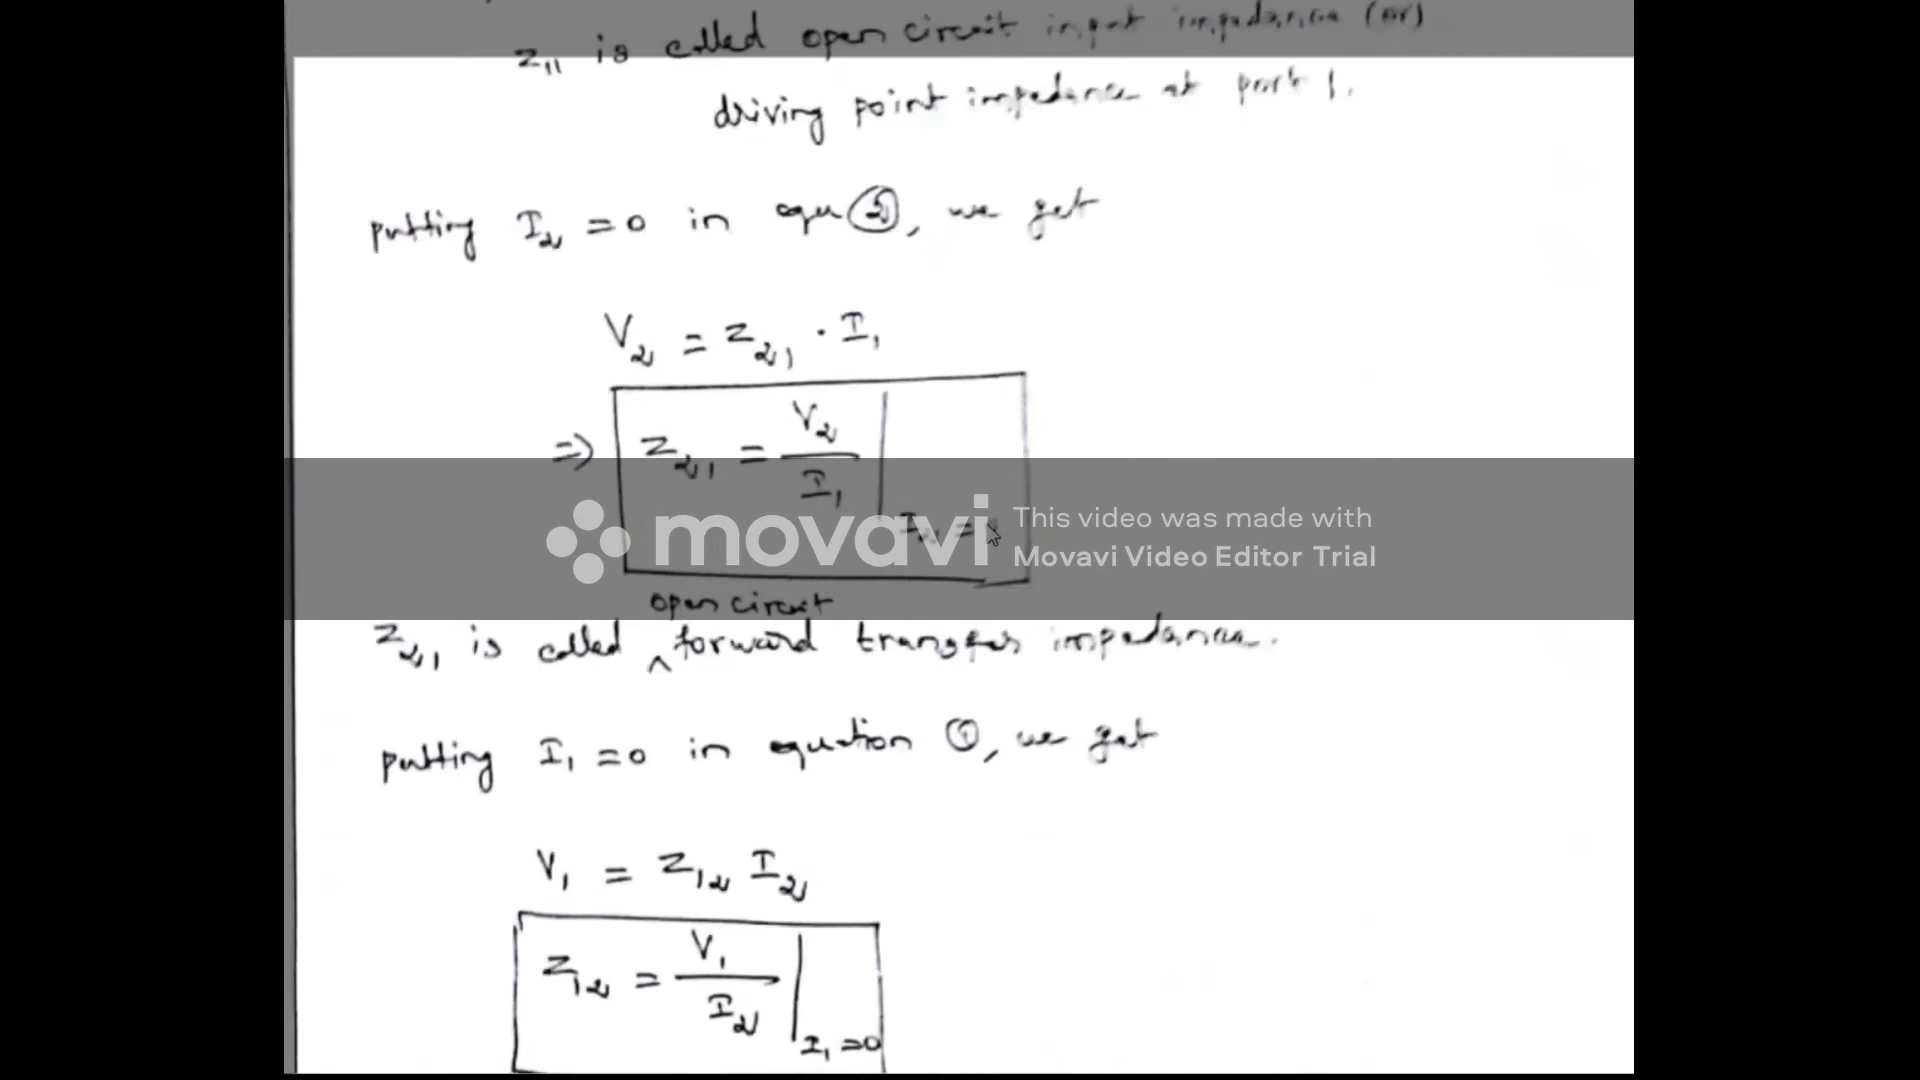 Z11 is called open circuit input impedance (or)
driving point impedance at port 1.
putting I2 = 0 in equ ②, we get
V2 = Z21 · I1
=> Z21 = V2 / I1 | I2 =
movavi
This video was made with
Movavi Video Editor Trial
open circuit
Z21 is called ^ forward transfer impedance.
putting I1 = 0 in equation ①, we get
V1 = Z12 I2
Z12 = V1 / I2 | I1 = 0